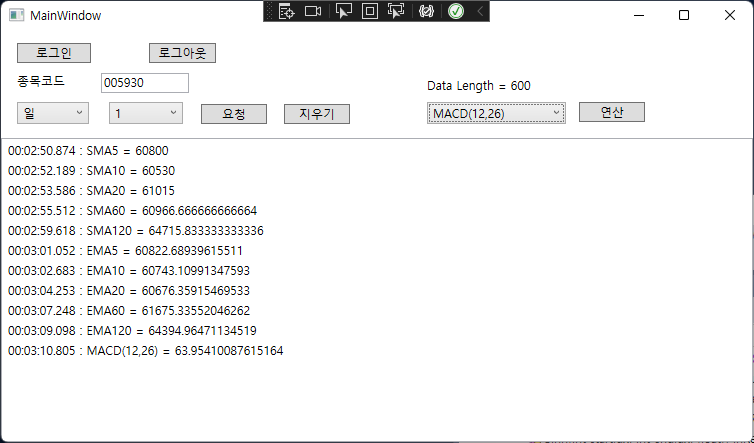 MainWindow
로그인 로그아웃
종목코드 005930 Data Length = 600
일 1 요청 지우기 MACD(12,26) 연산
00:02:50.874 : SMA5 = 60800
00:02:52.189 : SMA10 = 60530
00:02:53.586 : SMA20 = 61015
00:02:55.512 : SMA60 = 60966.666666666664
00:02:59.618 : SMA120 = 64715.833333333336
00:03:01.052 : EMA5 = 60822.68939615511
00:03:02.683 : EMA10 = 60743.10991347593
00:03:04.253 : EMA20 = 60676.35915469533
00:03:07.248 : EMA60 = 61675.33552046262
00:03:09.098 : EMA120 = 64394.96471134519
00:03:10.805 : MACD(12,26) = 63.95410087615164